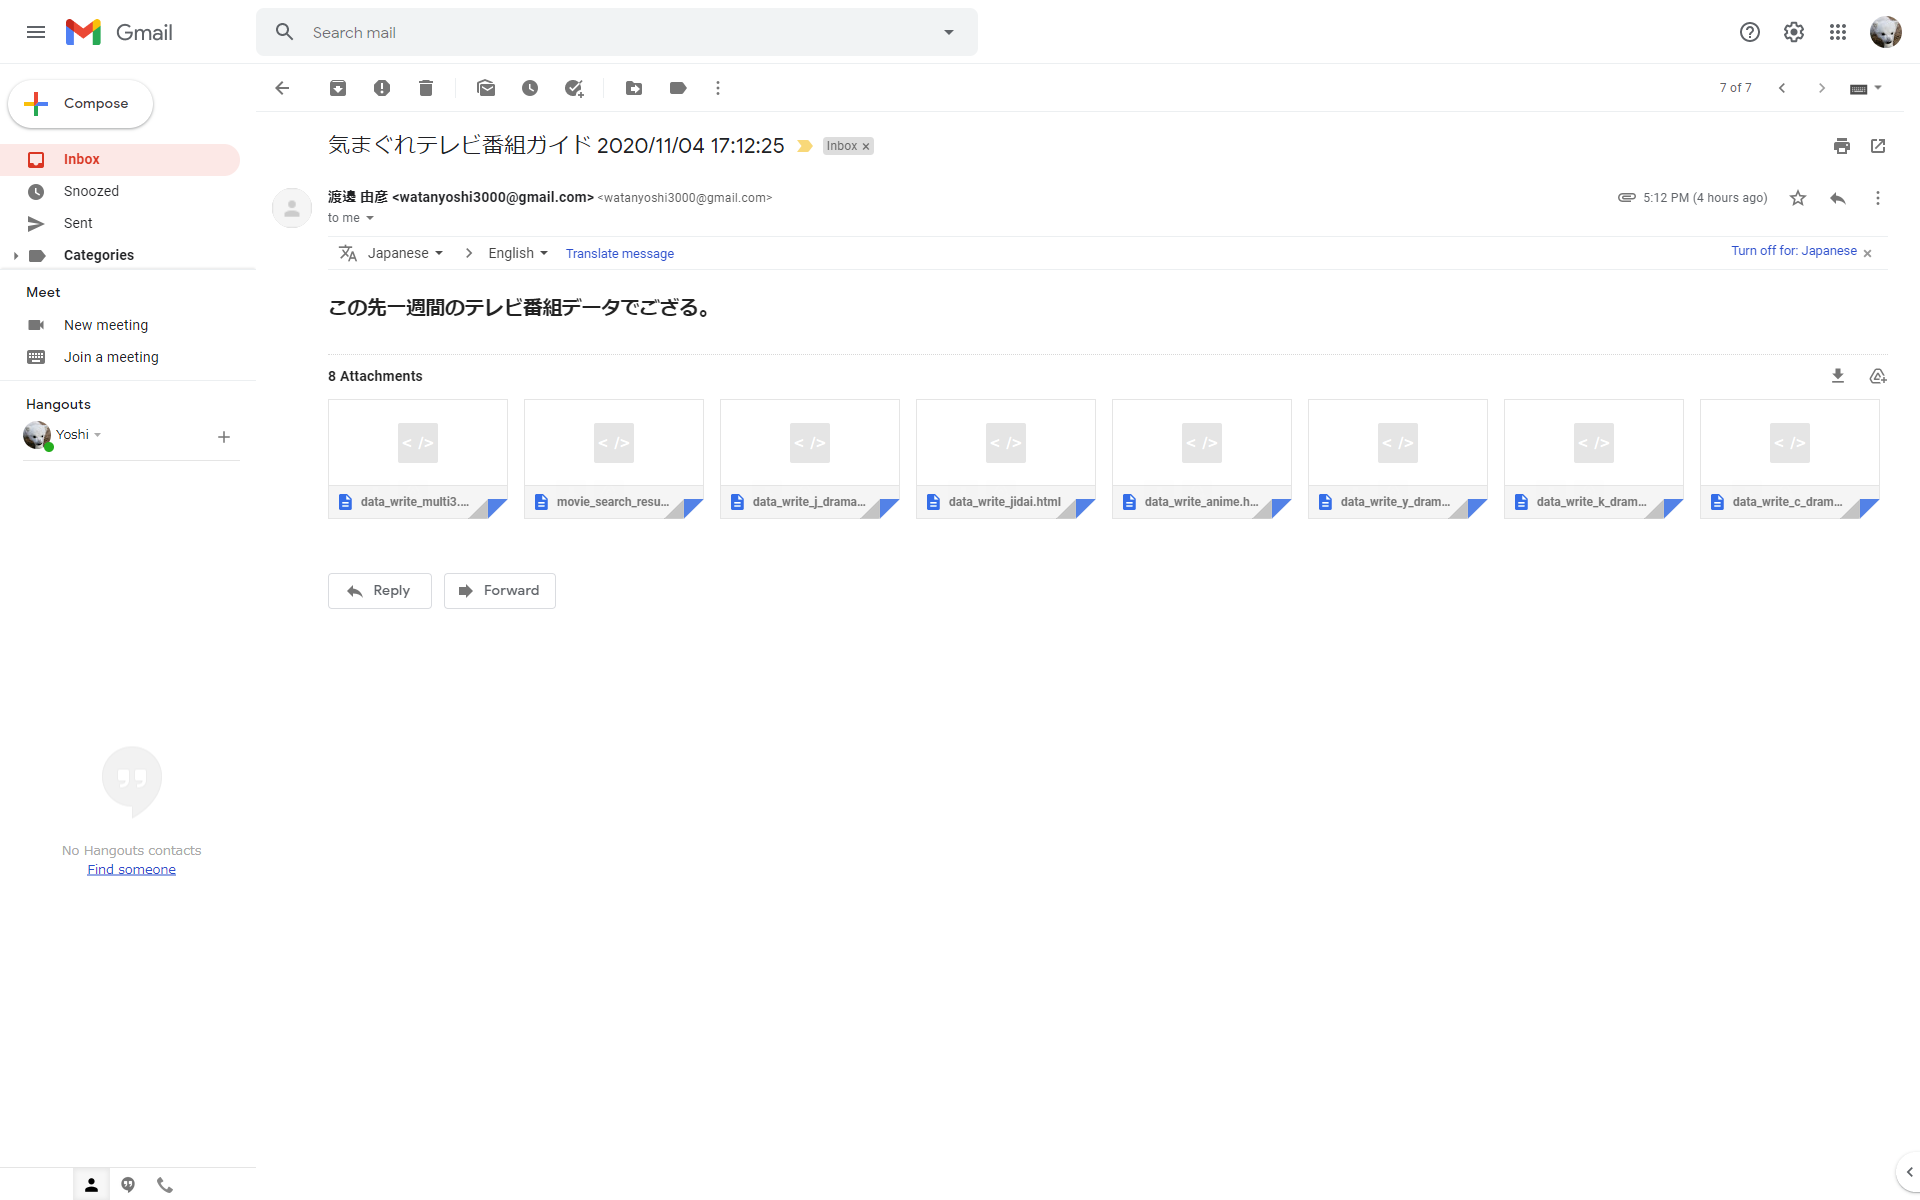 Gmail
Search mail
Compose
7 of 7
Inbox
Snoozed
Sent
Categories
Meet
New meeting
Join a meeting
Hangouts
Yoshi
No Hangouts contacts
Find someone
気まぐれテレビ番組ガイド 2020/11/04 17:12:25
Inbox ×
渡邊 由彦 <watanyoshi3000@gmail.com> <watanyoshi3000@gmail.com>
5:12 PM (4 hours ago)
to me
Japanese > English Translate message
Turn off for: Japanese ×
この先一週間のテレビ番組データでござる。
8 Attachments
data_write_multi3....
movie_search_resu...
data_write_j_drama...
data_write_jidai.html
data_write_anime.h...
data_write_y_dram...
data_write_k_dram...
data_write_c_dram...
Reply
Forward